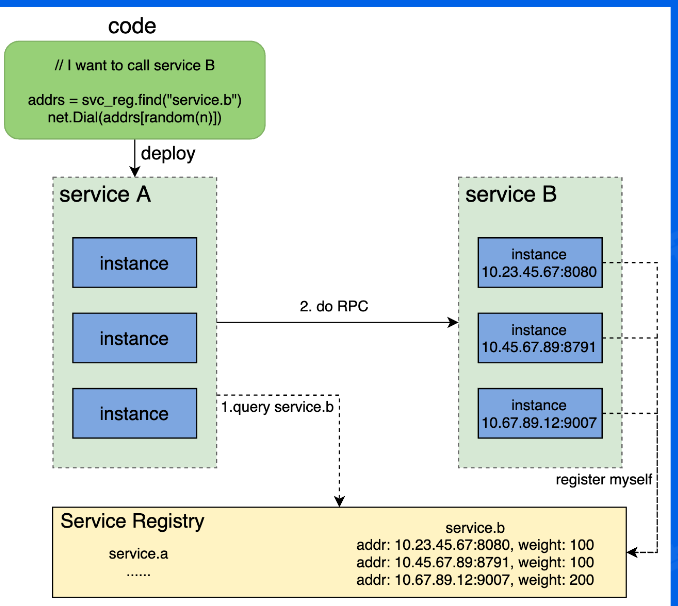 code
// I want to call service B
addrs = svc_reg.find("service.b")
net.Dial(addrs[random(n)])
deploy
service A
instance
instance
instance
service B
instance
10.23.45.67:8080
instance
10.45.67.89:8791
instance
10.67.89.12:9007
2. do RPC
1.query service.b
register myself
Service Registry
service.a
......
service.b
addr: 10.23.45.67:8080, weight: 100
addr: 10.45.67.89:8791, weight: 100
addr: 10.67.89.12:9007, weight: 200